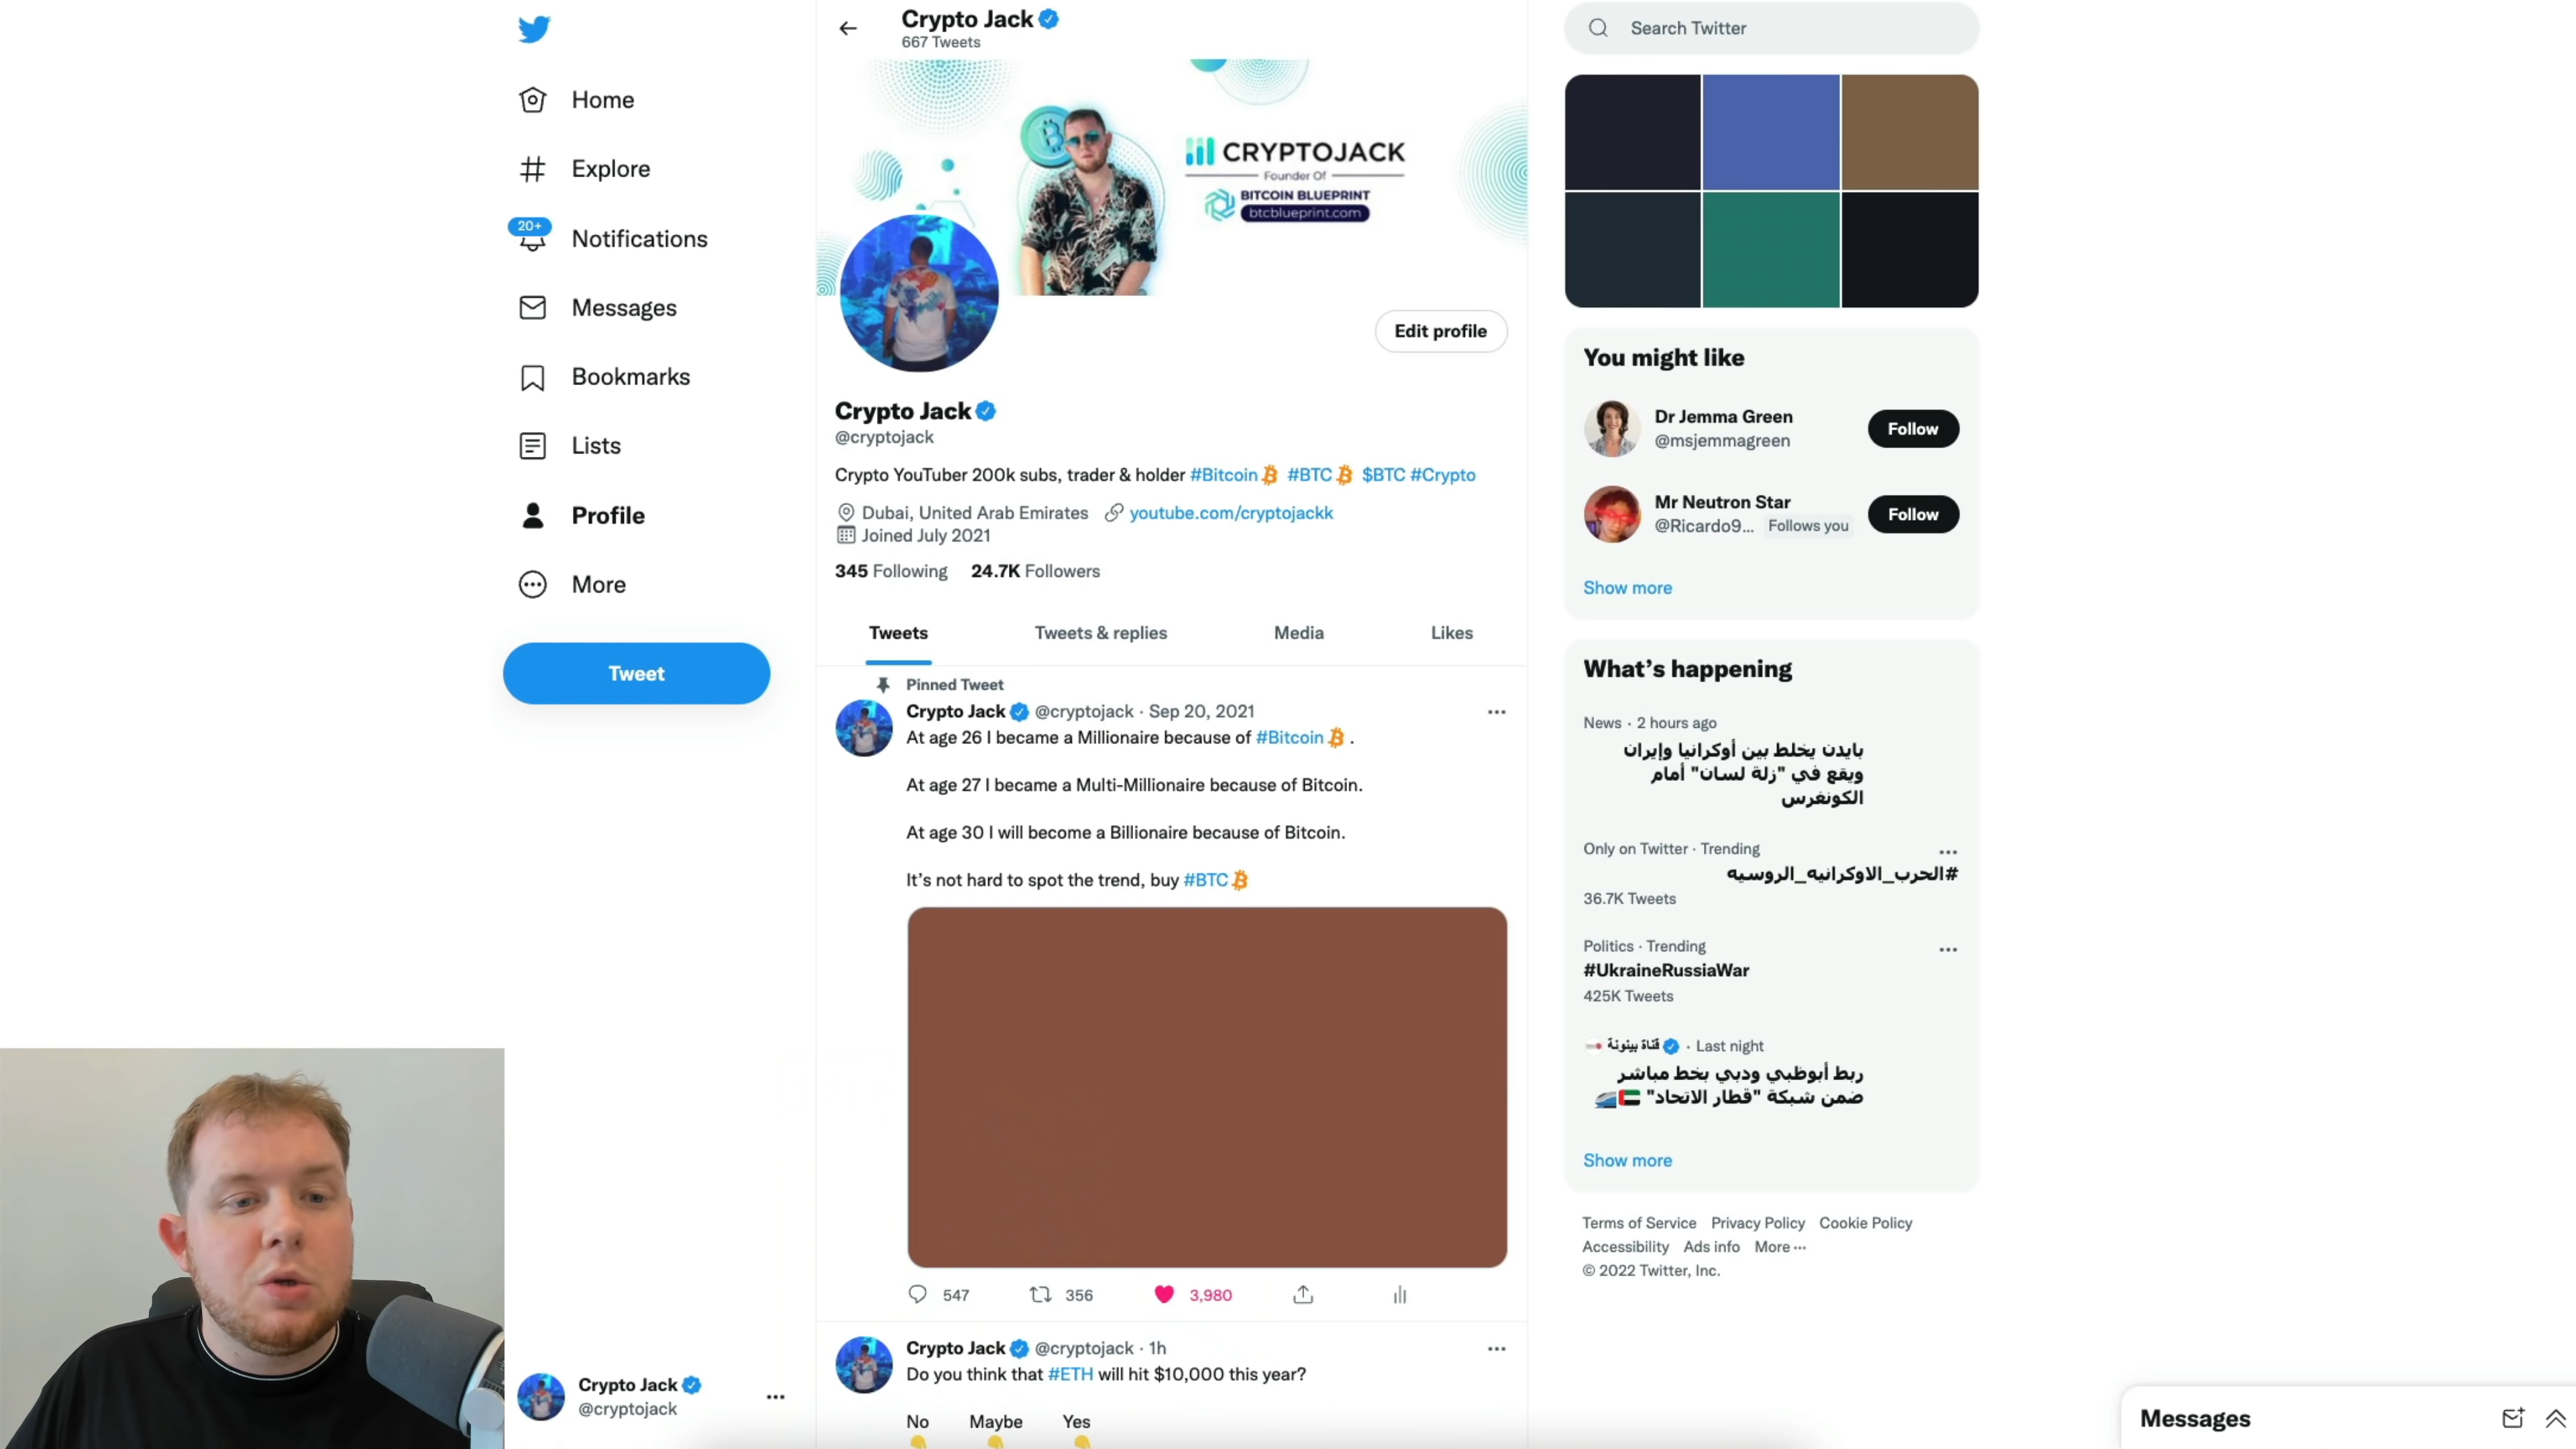 Home
Explore
20+
Notifications
Messages
Bookmarks
Lists
Profile
More
Tweet
Crypto Jack
@cryptojack
Crypto Jack
667 Tweets
CRYPTOJACK
Founder Of
BITCOIN BLUEPRINT
btcblueprint.com
Edit profile
Crypto Jack
@cryptojack
Crypto YouTuber 200k subs, trader & holder #Bitcoin #BTC $BTC #Crypto
Dubai, United Arab Emirates youtube.com/cryptojackk
Joined July 2021
345 Following 24.7K Followers
Tweets Tweets & replies Media Likes
Pinned Tweet
Crypto Jack @cryptojack · Sep 20, 2021
At age 26 I became a Millionaire because of #Bitcoin .
At age 27 I became a Multi-Millionaire because of Bitcoin.
At age 30 I will become a Billionaire because of Bitcoin.
It's not hard to spot the trend, buy #BTC
547 356 3,980
Crypto Jack @cryptojack · 1h
Do you think that #ETH will hit $10,000 this year?
No Maybe Yes
Search Twitter
You might like
Dr Jemma Green
@msjemmagreen
Follow
Mr Neutron Star
@Ricardo9... Follows you
Follow
Show more
What's happening
News · 2 hours ago
بايدن يخلط بين أوكرانيا وإيران
ويقع في "زلة لسان" أمام
الكونغرس
Only on Twitter · Trending
#الحرب_الاوكرانيه_الروسيه
36.7K Tweets
Politics · Trending
#UkraineRussiaWar
425K Tweets
قناة بينونة · Last night
ربط أبوظبي ودبي بخط مباشر
ضمن شبكة "قطار الاتحاد"
Show more
Terms of Service Privacy Policy Cookie Policy
Accessibility Ads info More ...
© 2022 Twitter, Inc.
Messages